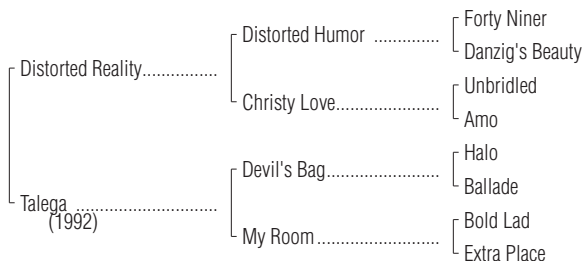 Forty Niner
Distorted Humor ..............
Danzig's Beauty
Distorted Reality................
Unbridled
Christy Love......................
Amo
Halo
Devil's Bag........................
Ballade
Talega ..............................
(1992)
Bold Lad
My Room..........................
Extra Place